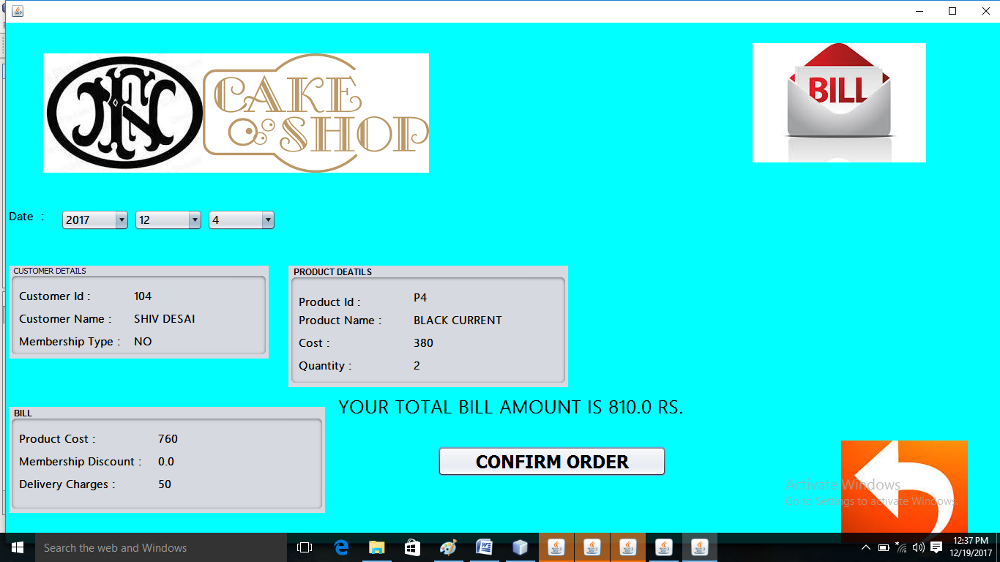 CAKE
SHOP
BILL
Date :
2017
12
4
CUSTOMER DETAILS
Customer Id : 104
Customer Name : SHIV DESAI
Membership Type : NO
PRODUCT DEATILS
Product Id : P4
Product Name : BLACK CURRENT
Cost : 380
Quantity : 2
YOUR TOTAL BILL AMOUNT IS 810.0 RS.
BILL
Product Cost : 760
Membership Discount : 0.0
Delivery Charges : 50
CONFIRM ORDER
Activate Windows
Go to Settings to activate Windows.
Search the web and Windows
12:37 PM
12/19/2017